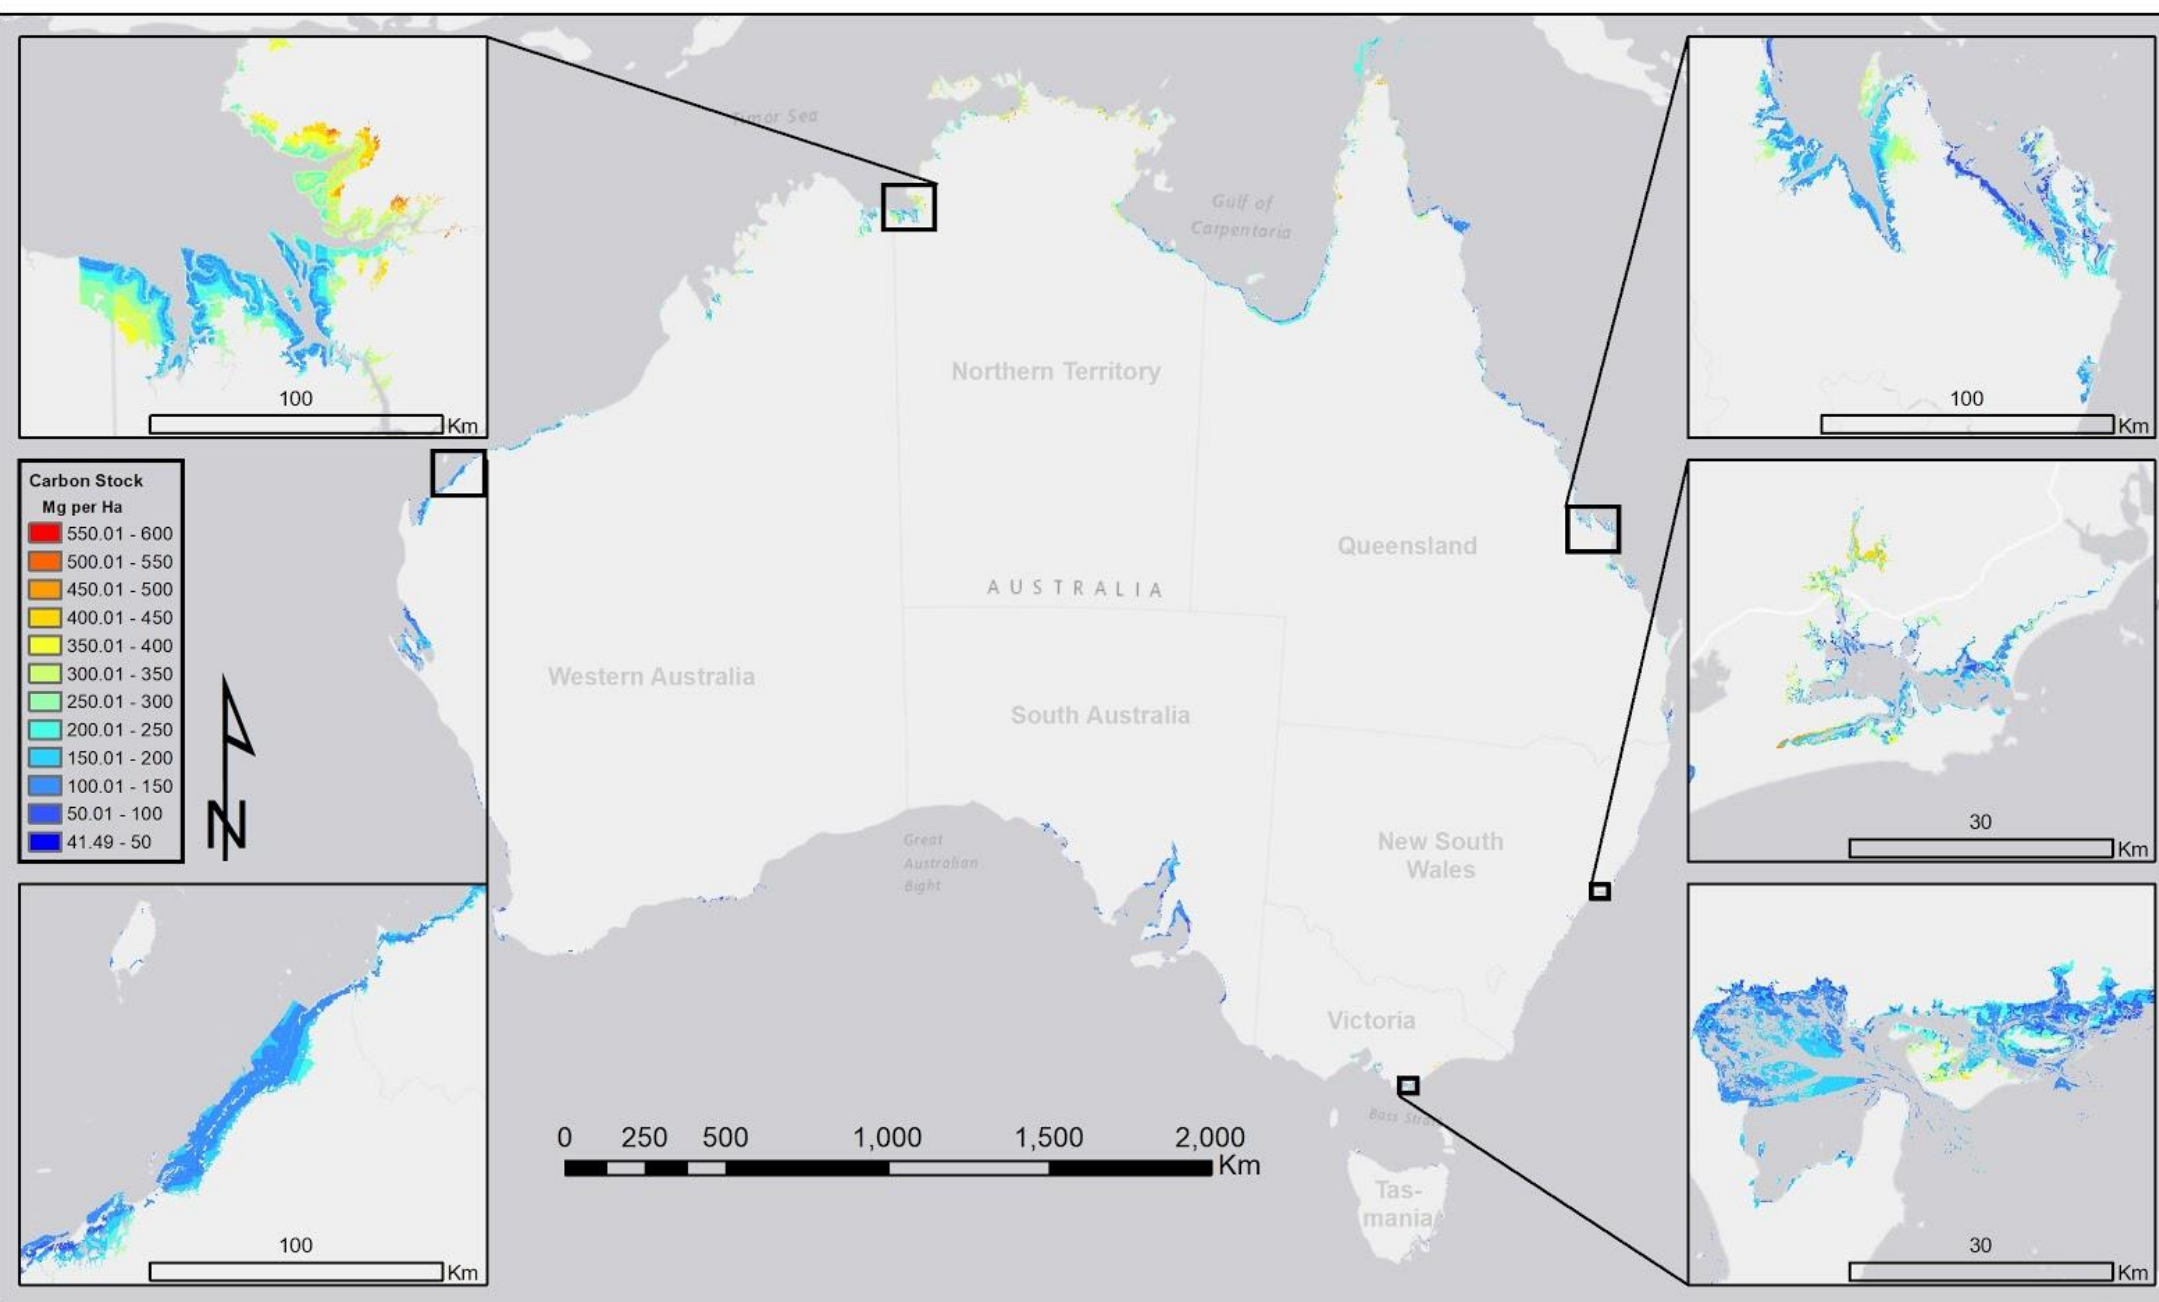 100
Km
Carbon Stock
Mg per Ha
550.01 - 600
500.01 - 550
450.01 - 500
400.01 - 450
350.01 - 400
300.01 - 350
250.01 - 300
200.01 - 250
150.01 - 200
100.01 - 150
50.01 - 100
41.49 - 50
N
100
Km
Timor Sea
Gulf of
Carpentaria
Northern Territory
Queensland
AUSTRALIA
Western Australia
South Australia
Great
Australian
Bight
New South
Wales
Victoria
Bass Strait
Tas-
mania
0 250 500 1,000 1,500 2,000
Km
100
Km
30
Km
30
Km